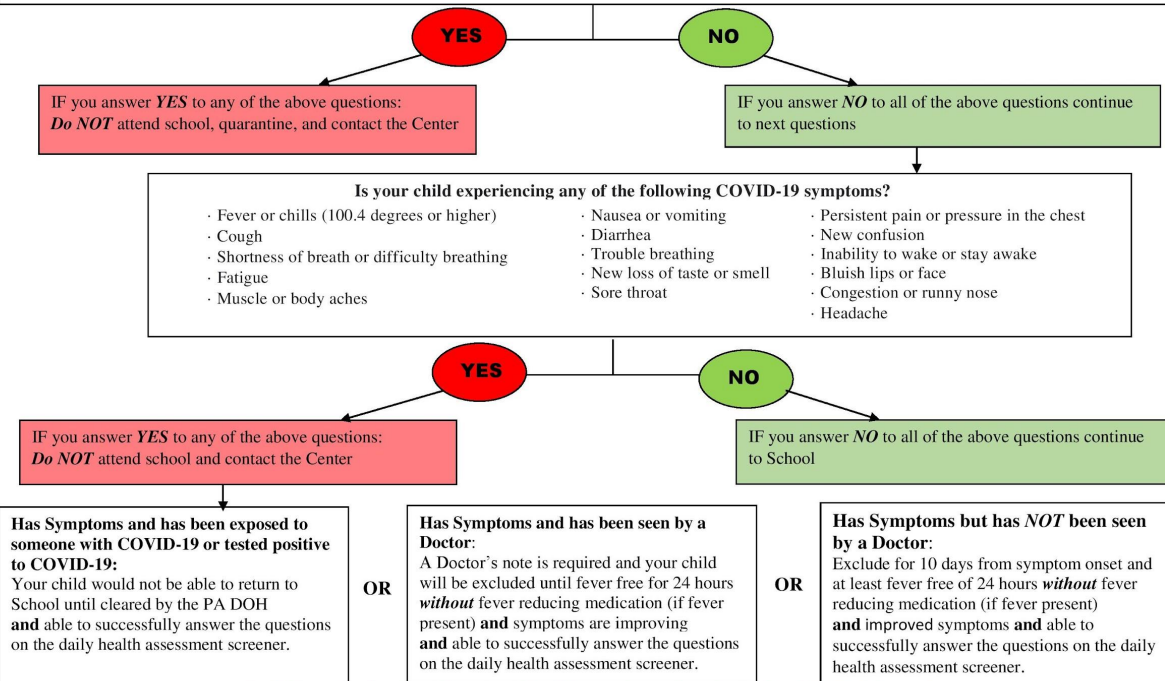 YES
NO
IF you answer YES to any of the above questions:
Do NOT attend school, quarantine, and contact the Center
IF you answer NO to all of the above questions continue
to next questions
Is your child experiencing any of the following COVID-19 symptoms?
· Fever or chills (100.4 degrees or higher)
· Cough
· Shortness of breath or difficulty breathing
· Fatigue
· Muscle or body aches
· Nausea or vomiting
· Diarrhea
· Trouble breathing
· New loss of taste or smell
· Sore throat
· Persistent pain or pressure in the chest
· New confusion
· Inability to wake or stay awake
· Bluish lips or face
· Congestion or runny nose
· Headache
YES
NO
IF you answer YES to any of the above questions:
Do NOT attend school and contact the Center
IF you answer NO to all of the above questions continue
to School
Has Symptoms and has been exposed to
someone with COVID-19 or tested positive
to COVID-19:
Your child would not be able to return to
School until cleared by the PA DOH
and able to successfully answer the questions
on the daily health assessment screener.
OR
Has Symptoms and has been seen by a
Doctor:
A Doctor's note is required and your child
will be excluded until fever free for 24 hours
without fever reducing medication (if fever
present) and symptoms are improving
and able to successfully answer the questions
on the daily health assessment screener.
OR
Has Symptoms but has NOT been seen
by a Doctor:
Exclude for 10 days from symptom onset and
at least fever free of 24 hours without fever
reducing medication (if fever present)
and improved symptoms and able to
successfully answer the questions on the daily
health assessment screener.